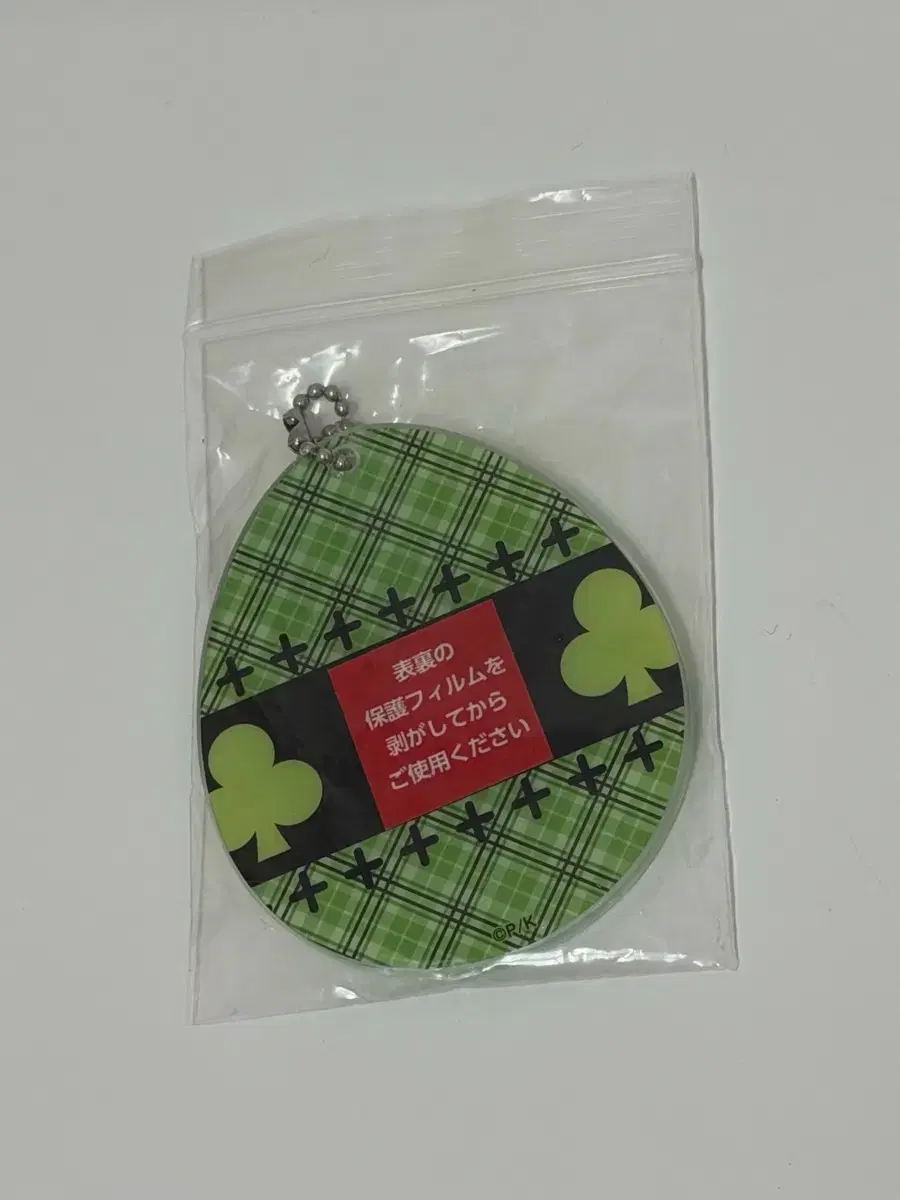 表裏の
保護フィルムを
剥がしてから
ご使用ください
©P/K